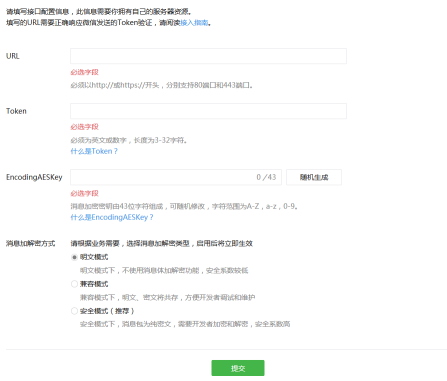 请填写接口配置信息，此信息需要你拥有自己的服务器资源。
填写的URL需要正确响应微信发送的Token验证，请阅读接入指南。
URL
必选字段
必须以http://或https://开头，分别支持80端口和443端口。
Token
必选字段
必须为英文或数字，长度为3-32字符。
什么是Token？
EncodingAESKey
0/43
随机生成
必选字段
消息加密密钥由43位字符组成，可随机修改，字符范围为A-Z，a-z，0-9。
什么是EncodingAESKey？
消息加解密方式 请根据业务需要，选择消息加解密类型，启用后将立即生效
明文模式
明文模式下，不使用消息体加解密功能，安全系数较低
兼容模式
兼容模式下，明文、密文将共存，方便开发者调试和维护
安全模式（推荐）
安全模式下，消息包为纯密文，需要开发者加密和解密，安全系数高
提交